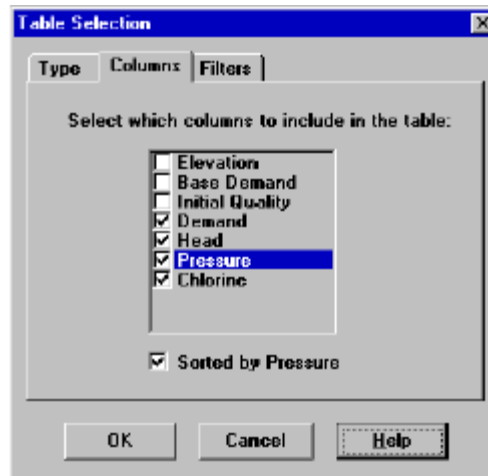 Table Selection
Type Columns Filters
Select which columns to include in the table:
Elevation
Base Demand
Initial Quality
Demand
Head
Pressure
Chlorine
Sorted by Pressure
OK Cancel Help